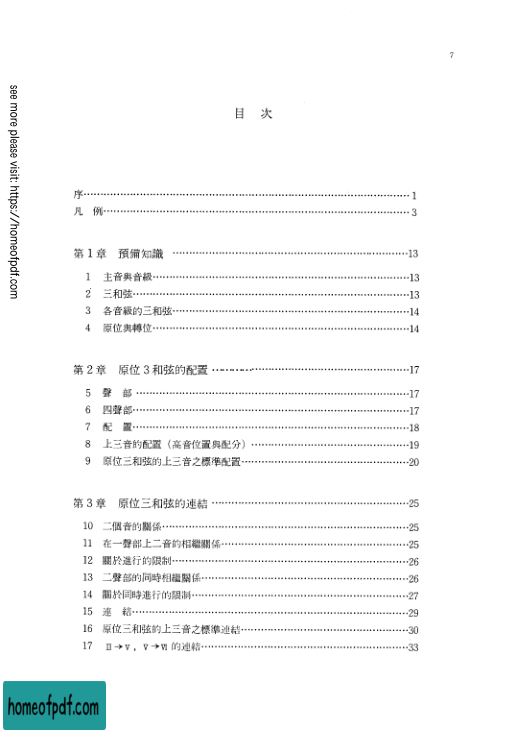 7
目 次
序…………………………………………………1
凡 例…………………………………………………3
第1章 預備知識 …………………………………………………13
1 主音與音級…………………………………………………13
2 三和弦…………………………………………………13
3 各音級的三和弦…………………………………………………14
4 原位與轉位…………………………………………………14
第2章 原位3和弦的配置 …………………………………………………17
5 聲 部 …………………………………………………17
6 四聲部…………………………………………………17
7 配 置…………………………………………………18
8 上三音的配置（高音位置與配分）…………………………………………………19
9 原位三和弦的上三音之標準配置…………………………………………………20
第3章 原位三和弦的連結 …………………………………………………25
10 二個音的關係…………………………………………………25
11 在一聲部上二音的相繼關係…………………………………………………25
12 關於進行的限制…………………………………………………26
13 二聲部的同時相繼關係…………………………………………………26
14 關於同時進行的限制…………………………………………………27
15 連 結…………………………………………………29
16 原位三和弦的上三音之標準連結…………………………………………………30
17 Ⅱ→Ⅴ，Ⅴ→Ⅵ的連結…………………………………………………33
see more please visit: https://homeofpdf.com
homeofpdf.com